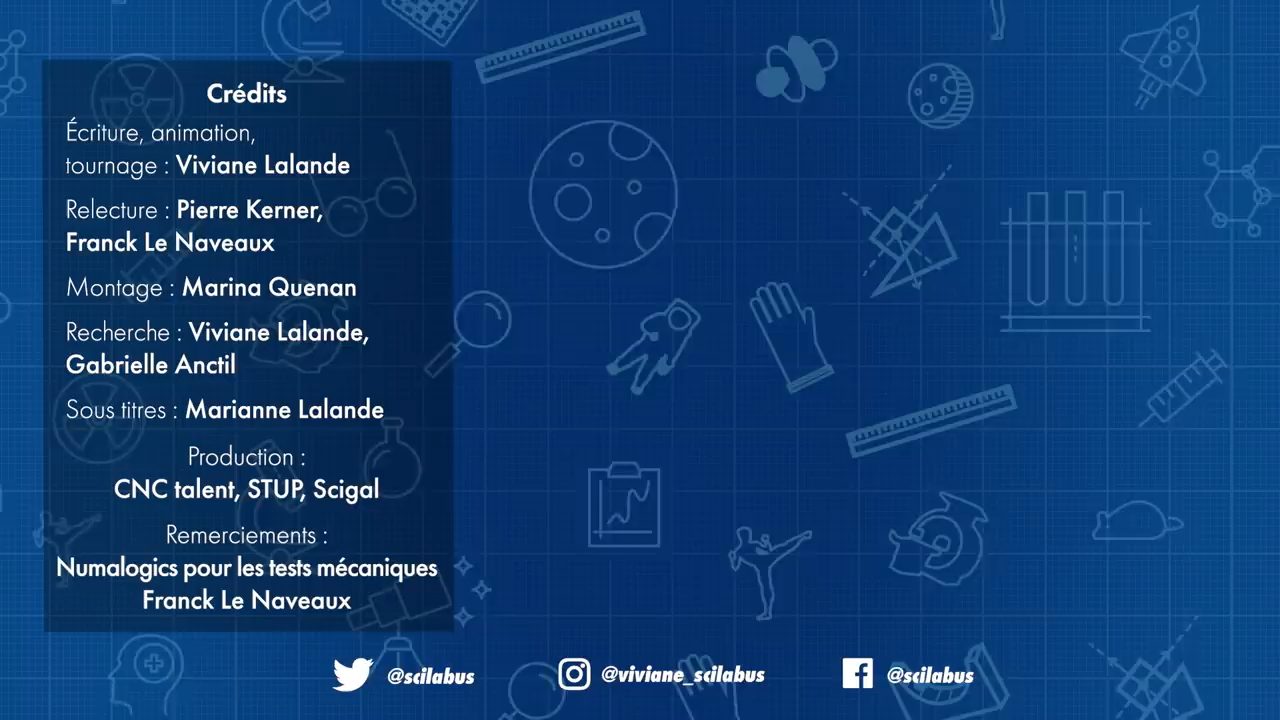 Crédits
Écriture, animation,
tournage : Viviane Lalande
Relecture : Pierre Kerner,
Franck Le Naveaux
Montage : Marina Quenan
Recherche : Viviane Lalande,
Gabrielle Anctil
Sous titres : Marianne Lalande
Production :
CNC talent, STUP, Scigal
Remerciements :
Numalogics pour les tests mécaniques
Franck Le Naveaux
@scilabus @viviane_scilabus @scilabus